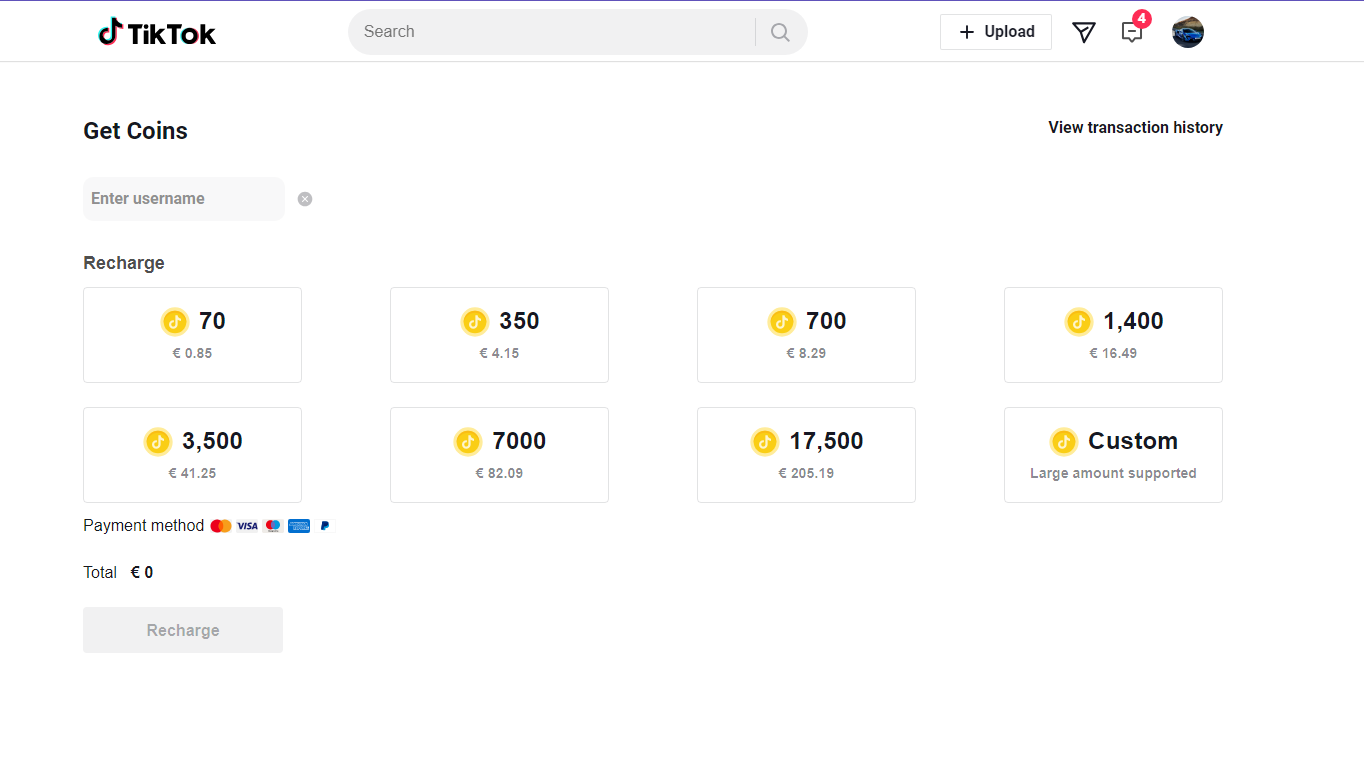 TikTok
Search
+ Upload
4
Get Coins
View transaction history
Enter username
Recharge
70
€ 0.85
350
€ 4.15
700
€ 8.29
1,400
€ 16.49
3,500
€ 41.25
7000
€ 82.09
17,500
€ 205.19
Custom
Large amount supported
Payment method VISA
Total € 0
Recharge